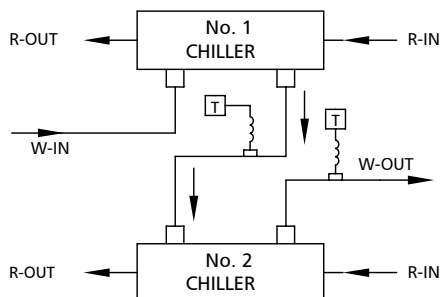 No. 1
CHILLER
R-OUT
R-IN
T
T
W-IN
W-OUT
No. 2
CHILLER
R-OUT
R-IN